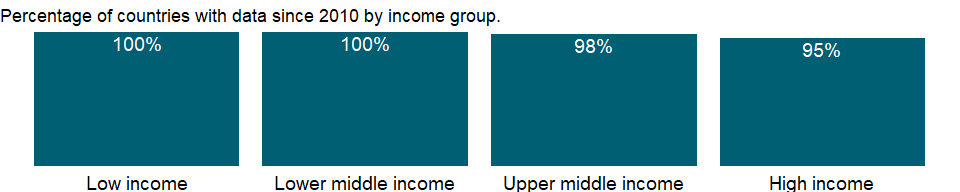 Percentage of countries with data since 2010 by income group.
100% 100% 98% 95%
Low income Lower middle income Upper middle income High income